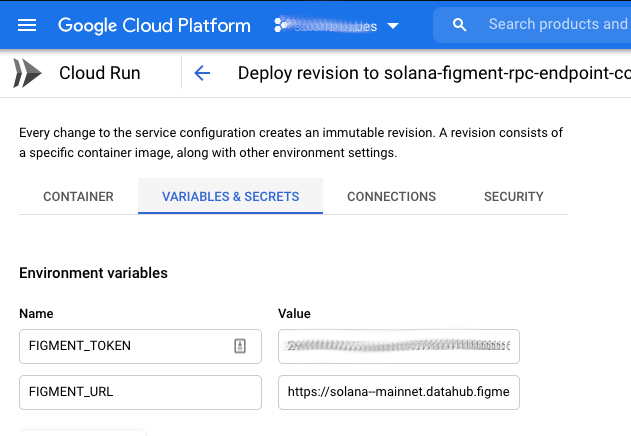 Google Cloud Platform
Search products and
Cloud Run
Deploy revision to solana-figment-rpc-endpoint-co
Every change to the service configuration creates an immutable revision. A revision consists of
a specific container image, along with other environment settings.
CONTAINER VARIABLES & SECRETS CONNECTIONS SECURITY
Environment variables
Name Value
FIGMENT_TOKEN
FIGMENT_URL https://solana--mainnet.datahub.figme